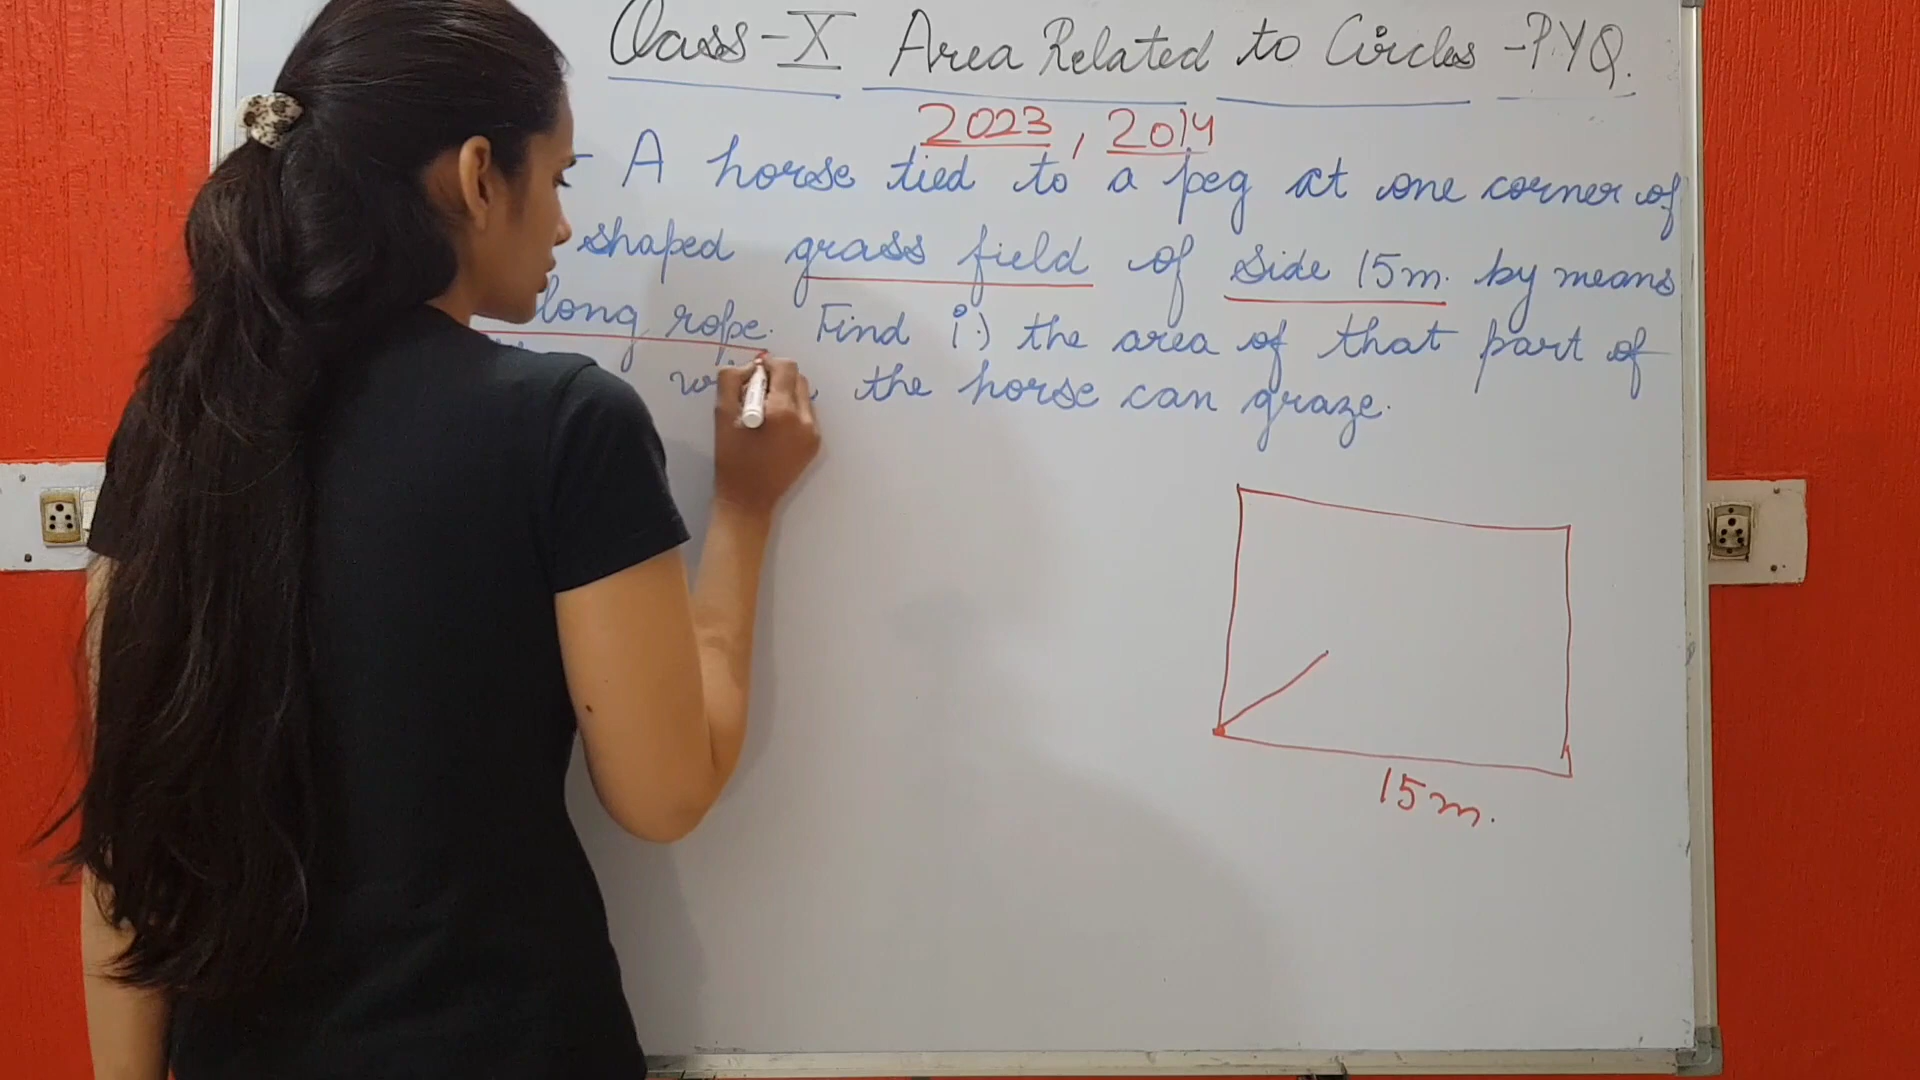 Class-X Area Related to Circles - P.Y.Q.
2023, 2014
- A horse tied to a peg at one corner of
shaped grass field of side 15m. by means
long rope. Find i.) the area of that part of
the horse can graze.
15m.